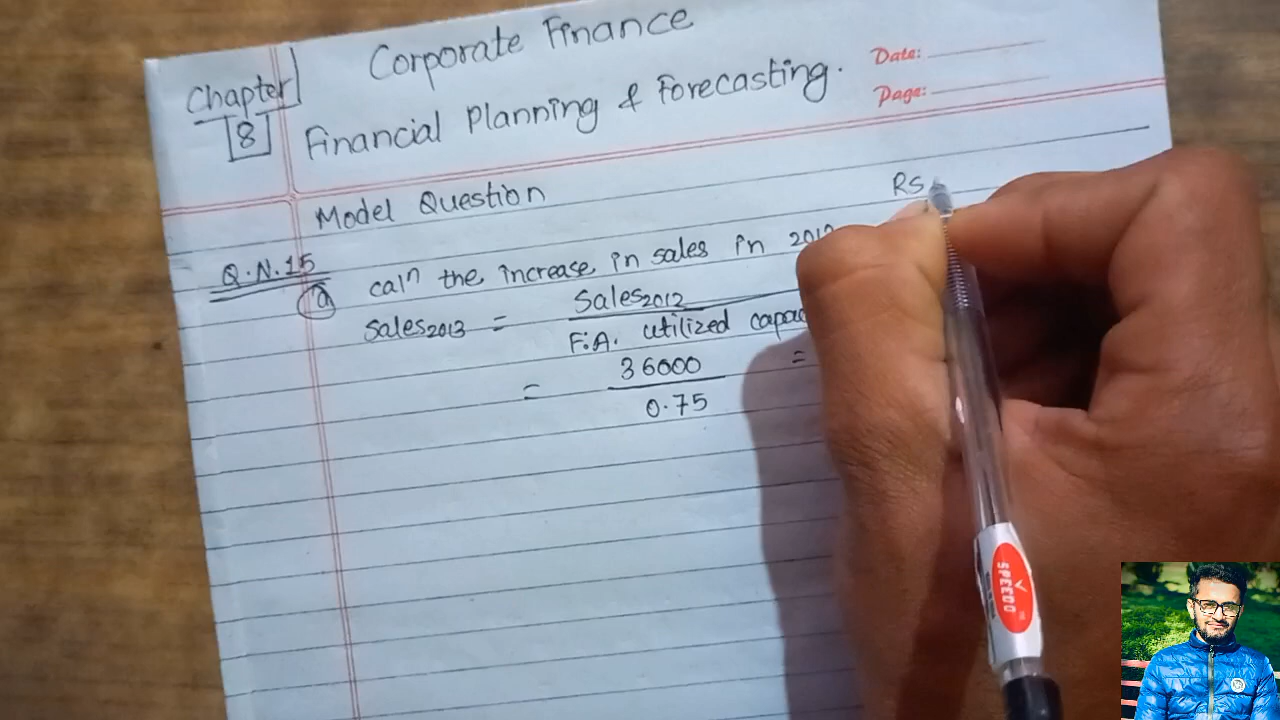 Corporate Finance
Chapter 8
Financial Planning & Forecasting.
Date:
Page:
Model Question
RS
Q.N.15
a) calⁿ the increase in sales in
Sales2013 = Sales2012
F.A. utilized
= 36000 =
0.75
SPEEDO